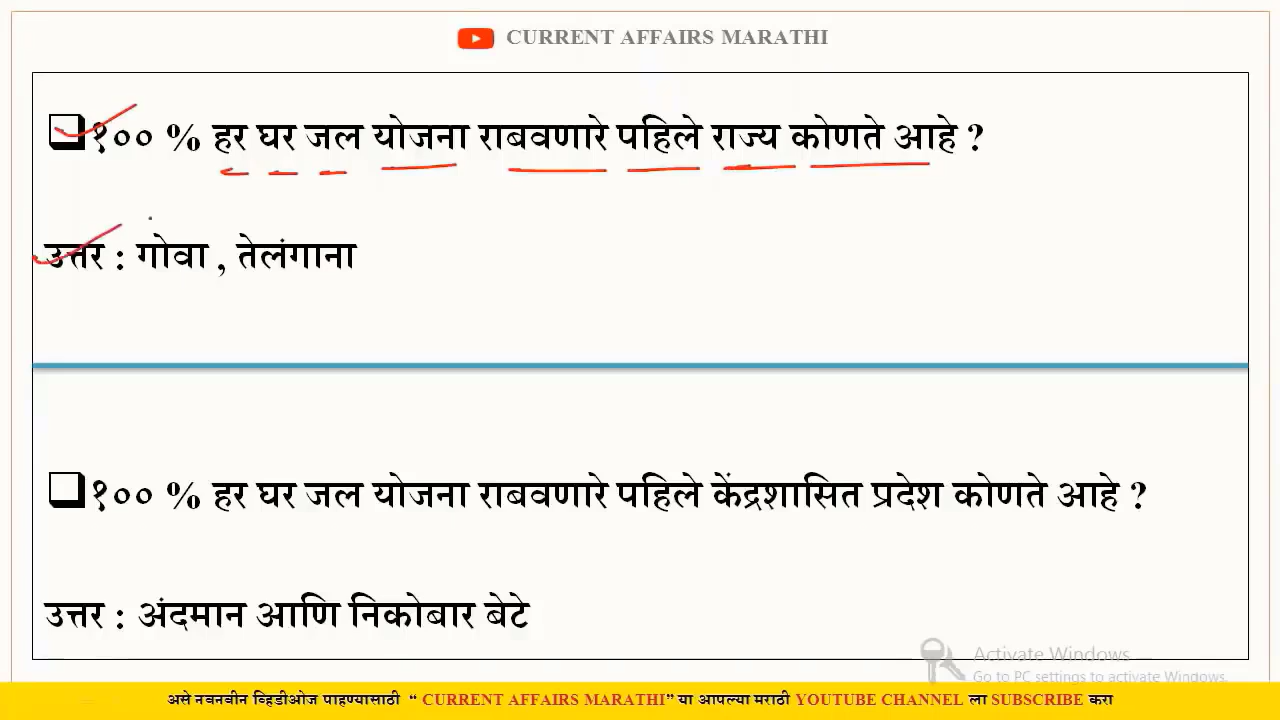 CURRENT AFFAIRS MARATHI
१०० % हर घर जल योजना राबवणारे पहिले राज्य कोणते आहे ?
उत्तर : गोवा , तेलंगाना
१०० % हर घर जल योजना राबवणारे पहिले केंद्रशासित प्रदेश कोणते आहे ?
उत्तर : अंदमान आणि निकोबार बेटे
Activate Windows
Go to PC settings to activate Windows.
असे नवनवीन व्हिडीओज पाहण्यासाठी “ CURRENT AFFAIRS MARATHI” या आपल्या मराठी YOUTUBE CHANNEL ला SUBSCRIBE करा